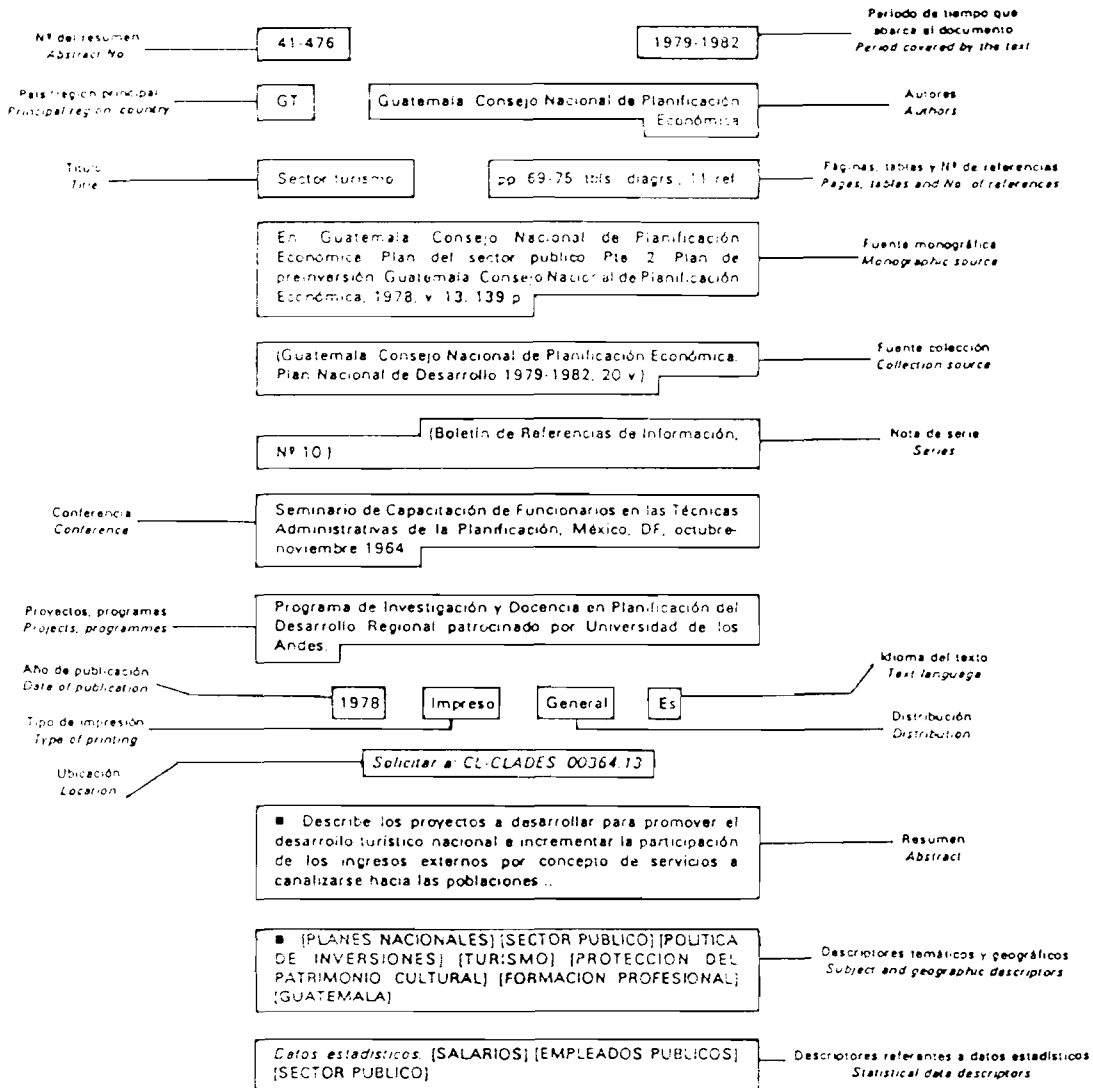 Nº del resumen
Abstract No
41-476
1979-1982
Período de tiempo que
abarca el documento
Period covered by the text
País/region principal
Principal region country
GT
Guatemala Consejo Nacional de Planificación
Económica
Autores
Authors
Título
Title
Sector turismo
pp 69-75 tbls diagrs., 11 ref
Páginas, tablas y Nº de referencias
Pages, tables and No. of references
En Guatemala Consejo Nacional de Planificación
Económica Plan del sector publico Pte 2 Plan de
preinversión Guatemala Consejo Nacional de Planificación
Económica, 1978, v 13, 139 p
Fuente monográfica
Monographic source
(Guatemala Consejo Nacional de Planificación Económica.
Plan Nacional de Desarrollo 1979-1982, 20 v)
Fuente colección
Collection source
(Boletín de Referencias de Información,
Nº 10)
Nota de serie
Series
Conferencia
Conference
Seminario de Capacitación de Funcionarios en las Técnicas
Administrativas de la Planificación, México, DF, octubre-
noviembre 1964
Proyectos, programas
Projects, programmes
Programa de Investigación y Docencia en Planificación del
Desarrollo Regional patrocinado por Universidad de los
Andes.
Año de publicación
Date of publication
Idioma del texto
Text language
1978
Impreso
General
Es
Tipo de impresión
Type of printing
Distribución
Distribution
Ubicación
Location
Solicitar a: CL-CLADES 00364.13
■ Describe los proyectos a desarrollar para promover el
desarrollo turístico nacional e incrementar la participación
de los ingresos externos por concepto de servicios a
canalizarse hacia las poblaciones ..
Resumen
Abstract
■ [PLANES NACIONALES] [SECTOR PUBLICO] [POLITICA
DE INVERSIONES] [TURISMO] [PROTECCION DEL
PATRIMONIO CULTURAL] [FORMACION PROFESIONAL]
[GUATEMALA]
Descriptores temáticos y geográficos
Subject and geographic descriptors
Datos estadísticos. [SALARIOS] [EMPLEADOS PUBLICOS]
[SECTOR PUBLICO]
Descriptores referentes a datos estadísticos
Statistical data descriptors